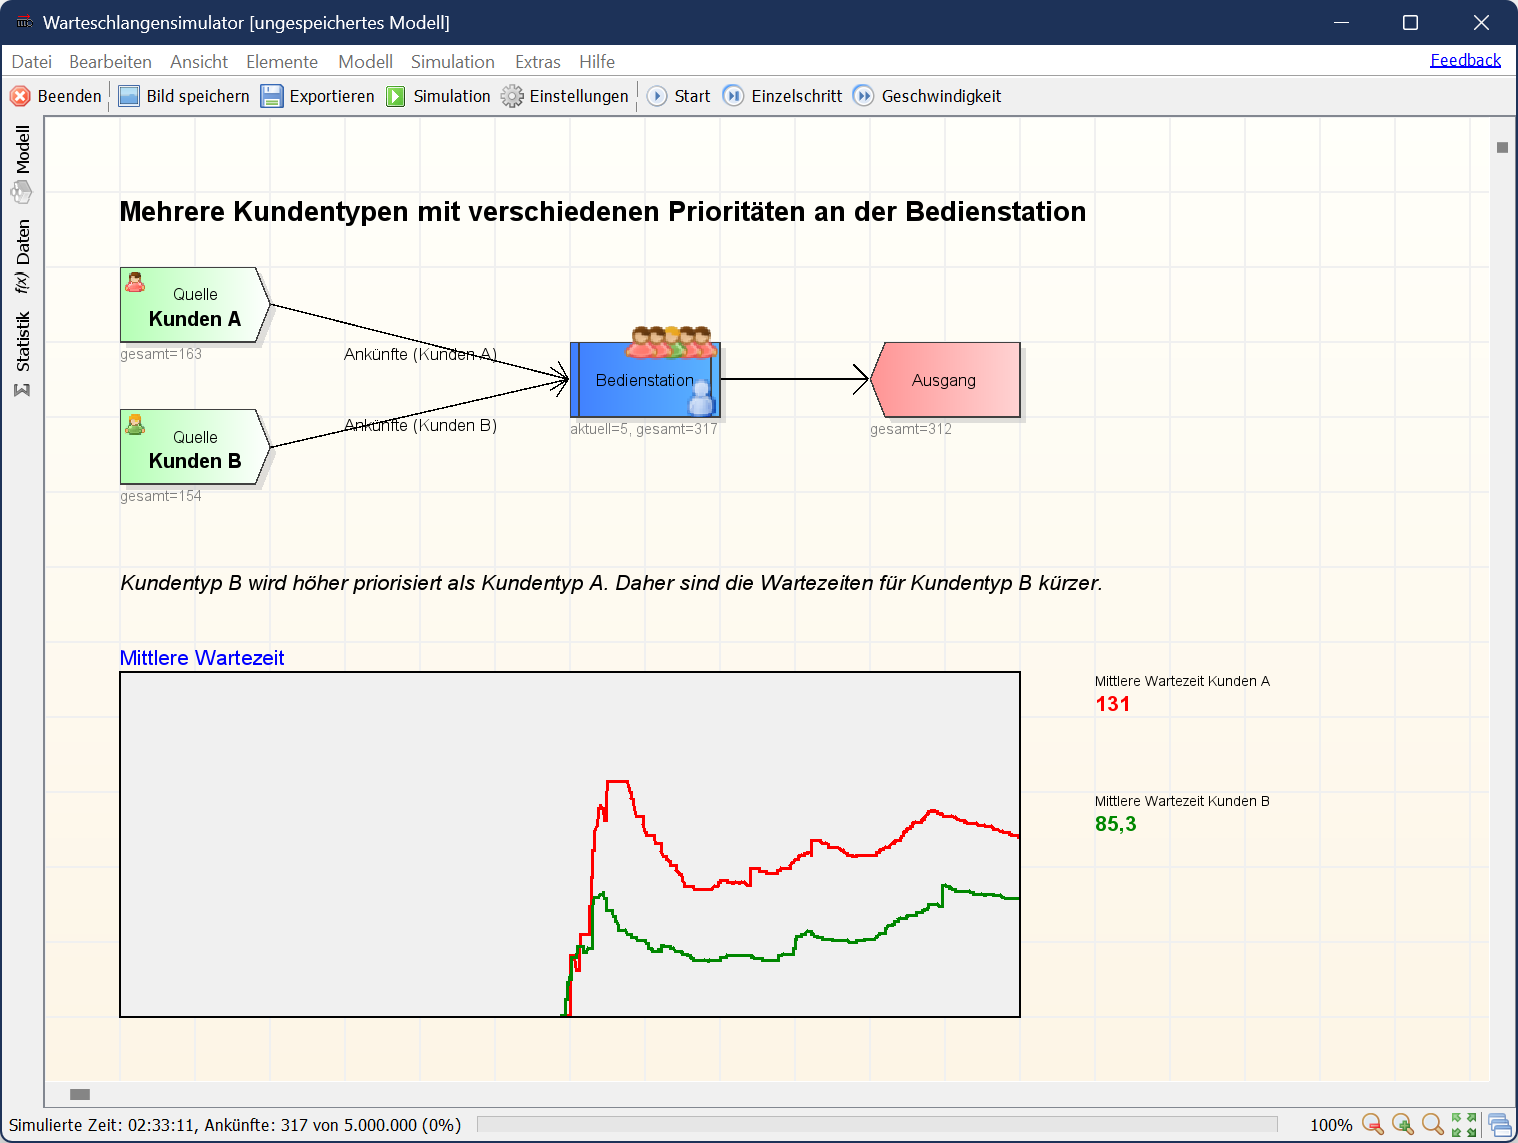 Warteschlangensimulator [ungespeichertes Modell]
Datei Bearbeiten Ansicht Elemente Modell Simulation Extras Hilfe Feedback
Beenden Bild speichern Exportieren Simulation Einstellungen Start Einzelschritt Geschwindigkeit
Modell
f(x) Daten
Σ Statistik
Mehrere Kundentypen mit verschiedenen Prioritäten an der Bedienstation
Quelle
Kunden A
gesamt=163
Ankünfte (Kunden A)
Quelle
Kunden B
gesamt=154
Ankünfte (Kunden B)
Bedienstation
aktuell=5, gesamt=317
Ausgang
gesamt=312
Kundentyp B wird höher priorisiert als Kundentyp A. Daher sind die Wartezeiten für Kundentyp B kürzer.
Mittlere Wartezeit
Mittlere Wartezeit Kunden A
131
Mittlere Wartezeit Kunden B
85,3
Simulierte Zeit: 02:33:11, Ankünfte: 317 von 5.000.000 (0%) 100%